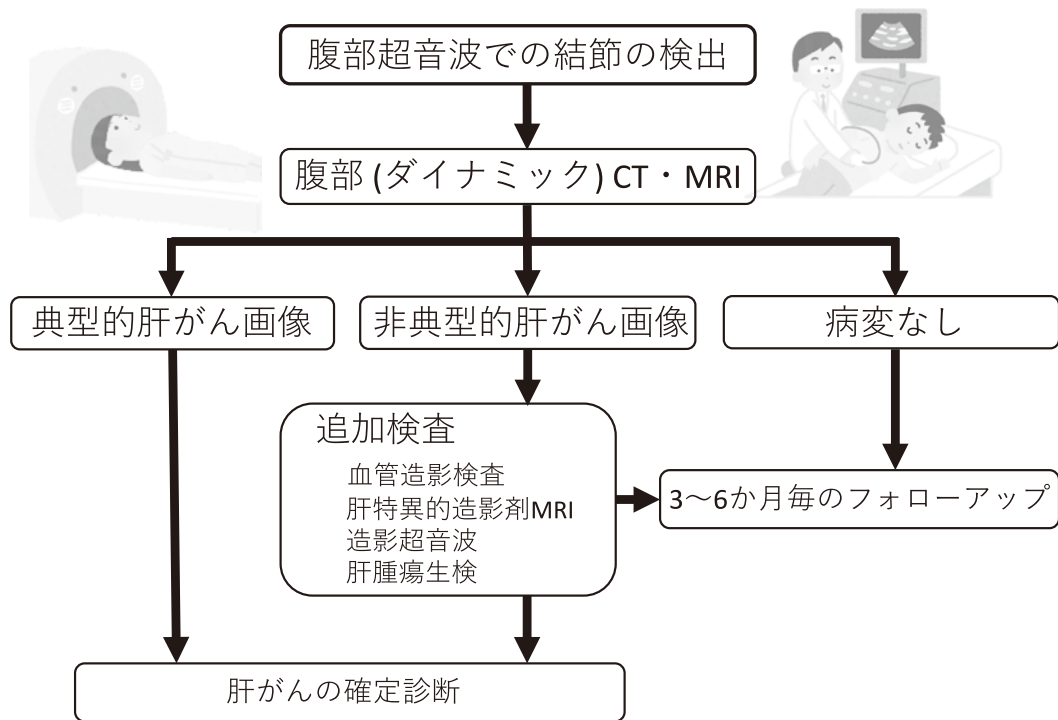 腹部超音波での結節の検出
腹部 (ダイナミック) CT・MRI
典型的肝がん画像
非典型的肝がん画像
病変なし
追加検査
血管造影検査
肝特異的造影剤MRI
造影超音波
肝腫瘍生検
3〜6か月毎のフォローアップ
肝がんの確定診断